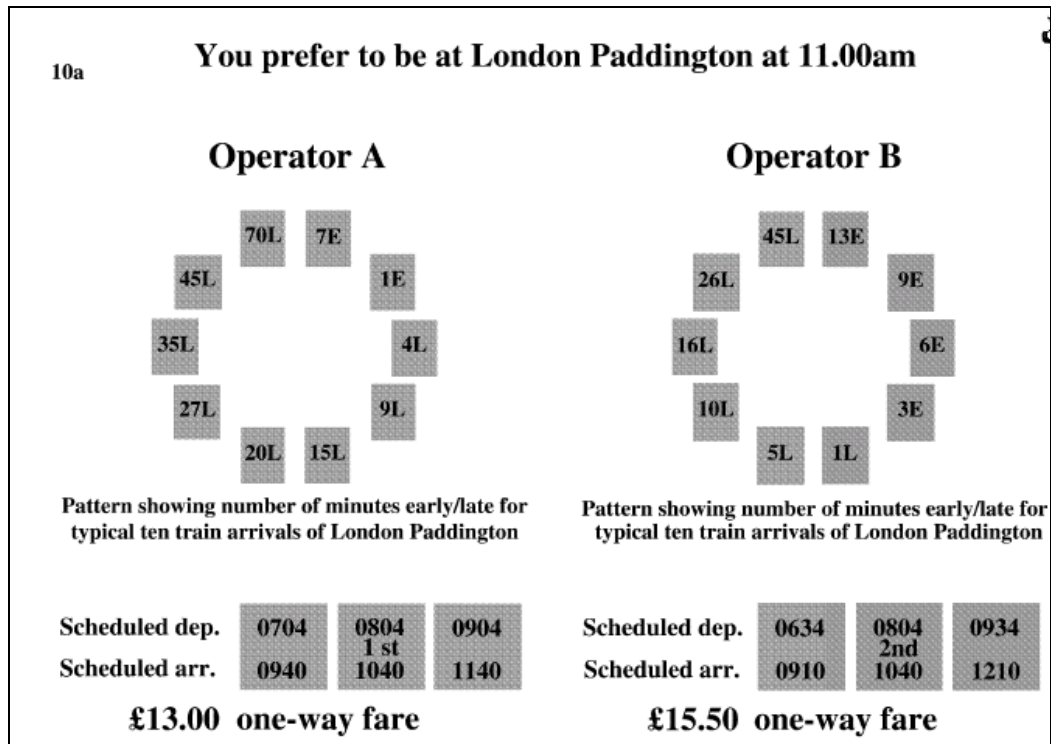 10a
You prefer to be at London Paddington at 11.00am
Operator A
70L 7E
45L 1E
35L 4L
27L 9L
20L 15L
Pattern showing number of minutes early/late for
typical ten train arrivals of London Paddington
Scheduled dep. 0704 0804 0904
1 st
Scheduled arr. 0940 1040 1140
£13.00 one-way fare
Operator B
45L 13E
26L 9E
16L 6E
10L 3E
5L 1L
Pattern showing number of minutes early/late for
typical ten train arrivals of London Paddington
Scheduled dep. 0634 0804 0934
2nd
Scheduled arr. 0910 1040 1210
£15.50 one-way fare